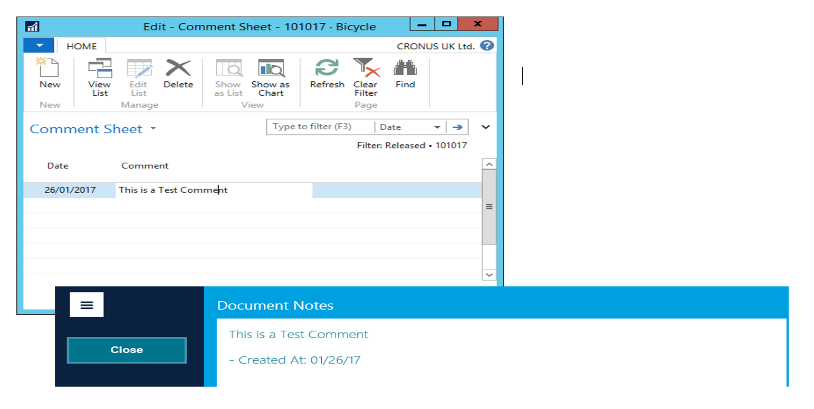 Edit - Comment Sheet - 101017 · Bicycle
HOME
CRONUS UK Ltd.
New
View List
Edit List
Delete
Show as List
Show as Chart
Refresh
Clear Filter
Find
New
Manage
View
Page
Comment Sheet
Type to filter (F3)
Date
Filter: Released • 101017
Date
Comment
26/01/2017
This is a Test Comment
Document Notes
Close
This is a Test Comment
- Created At: 01/26/17